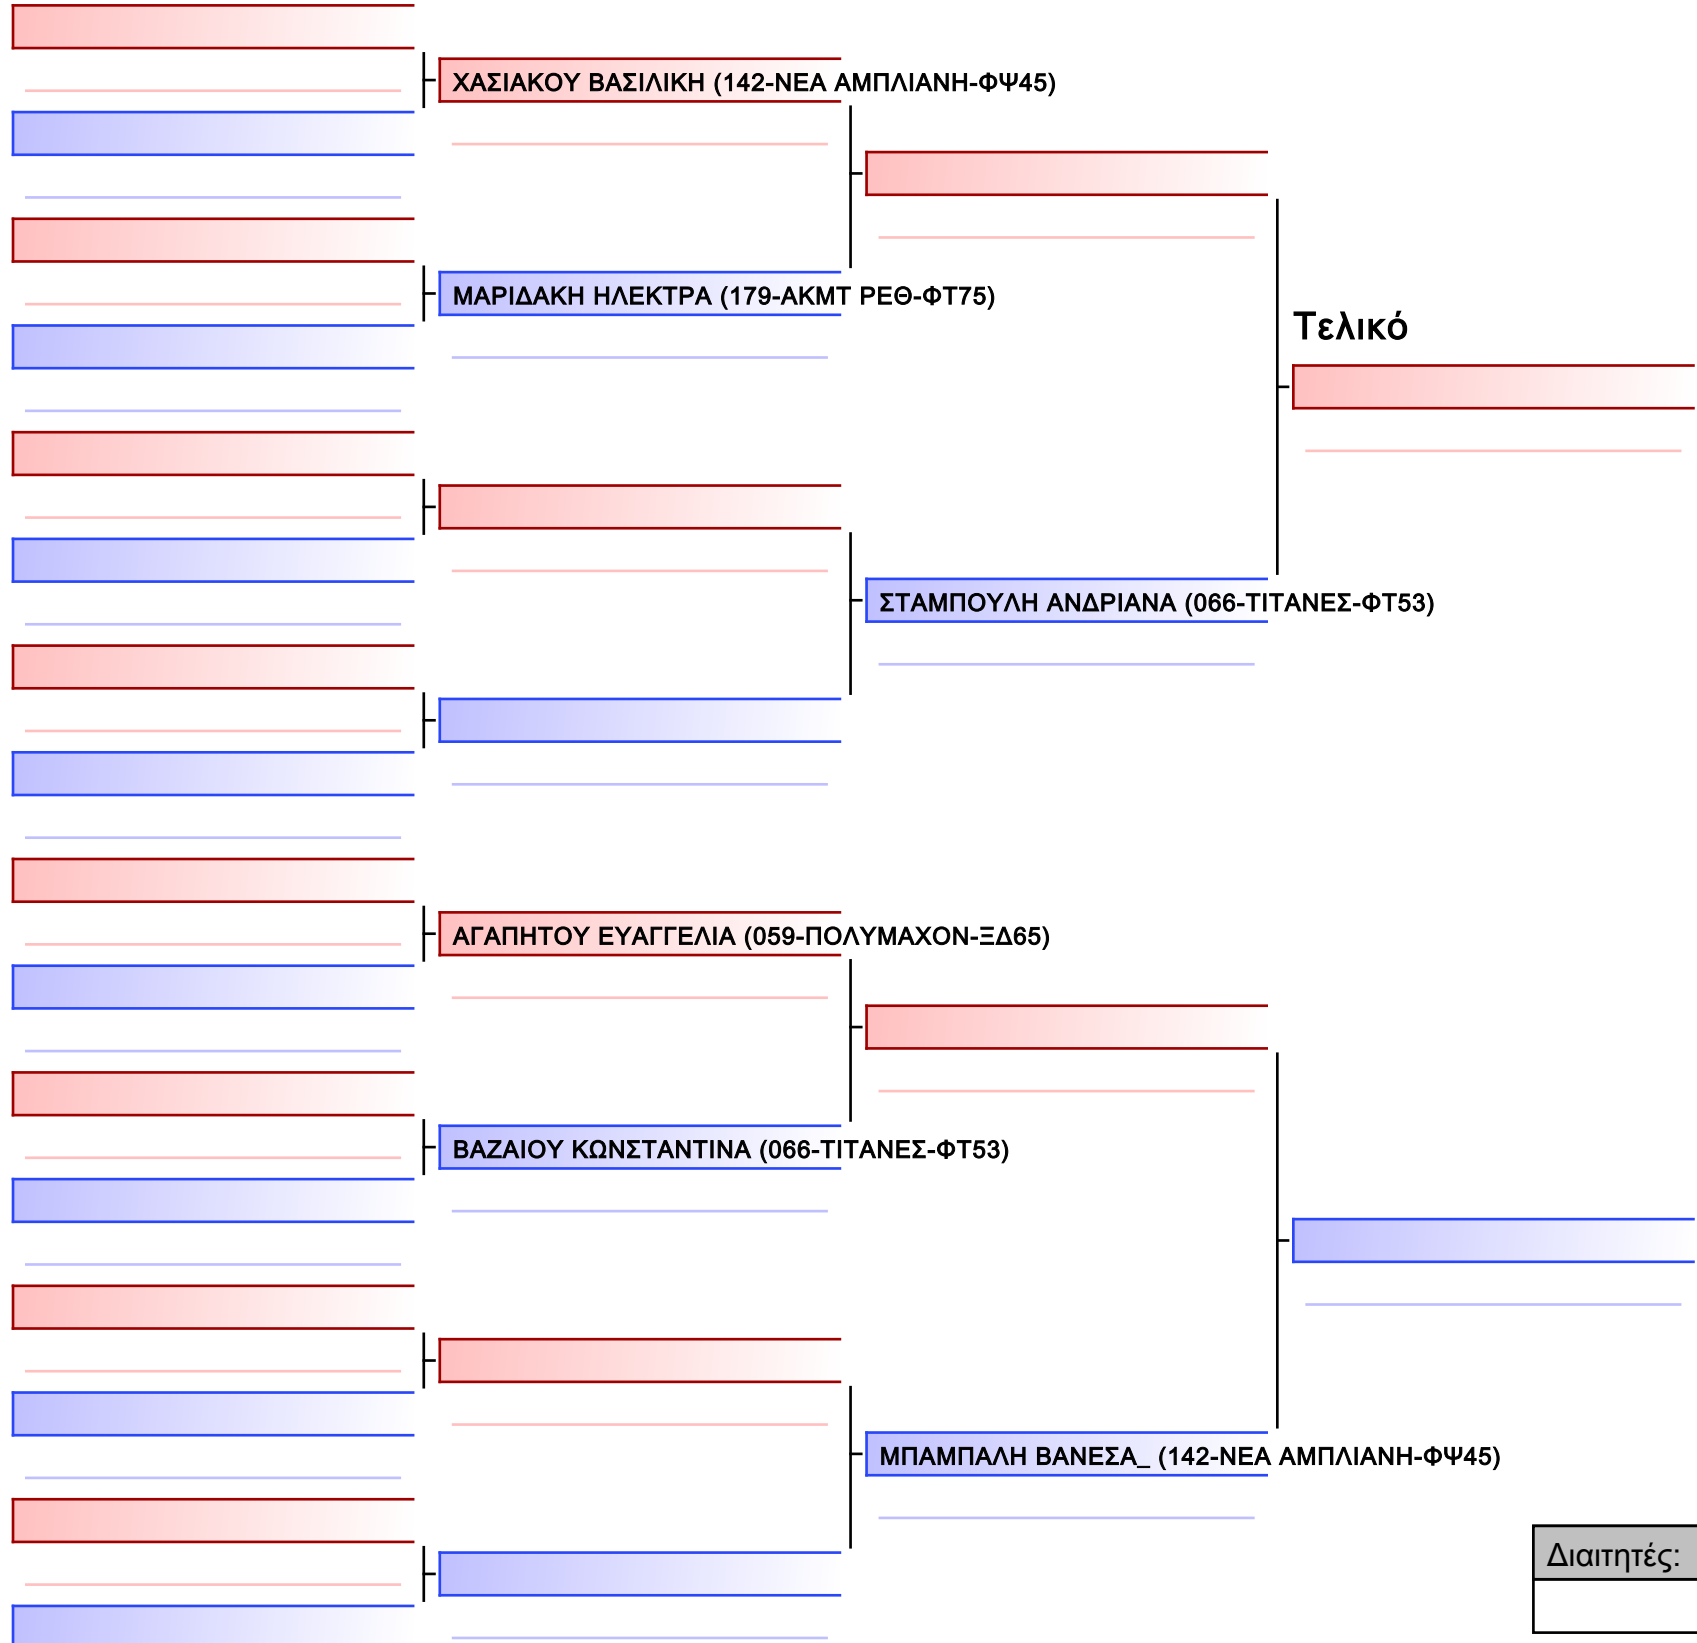 ΧΑΣΙΑΚΟΥ ΒΑΣΙΛΙΚΗ (142-ΝΕΑ ΑΜΠΛΙΑΝΗ-ΦΨ45)
ΜΑΡΙΔΑΚΗ ΗΛΕΚΤΡΑ (179-ΑΚΜΤ ΡΕΘ-ΦΤ75)
Τελικό
ΣΤΑΜΠΟΥΛΗ ΑΝΔΡΙΑΝΑ (066-ΤΙΤΑΝΕΣ-ΦΤ53)
ΑΓΑΠΗΤΟΥ ΕΥΑΓΓΕΛΙΑ (059-ΠΟΛΥΜΑΧΟΝ-ΞΔ65)
ΒΑΖΑΙΟΥ ΚΩΝΣΤΑΝΤΙΝΑ (066-ΤΙΤΑΝΕΣ-ΦΤ53)
ΜΠΑΜΠΑΛΗ ΒΑΝΕΣΑ_ (142-ΝΕΑ ΑΜΠΛΙΑΝΗ-ΦΨ45)
Διαιτητές: